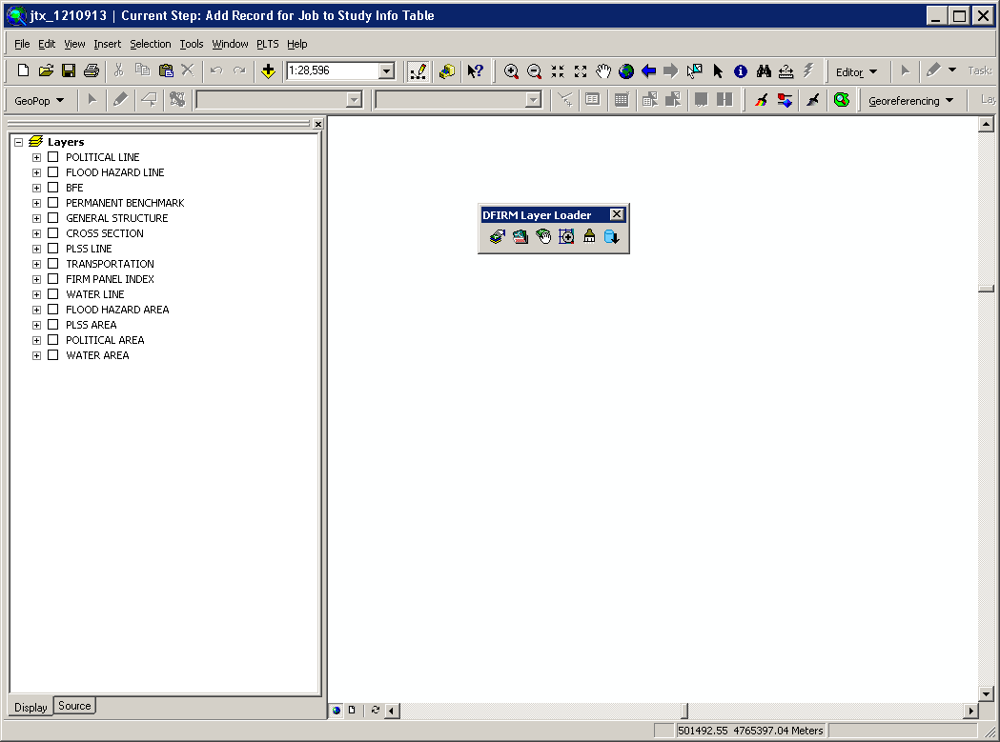 jtx_1210913 | Current Step: Add Record for Job to Study Info Table
File Edit View Insert Selection Tools Window PLTS Help
1:28,596 Editor Task:
GeoPop Georeferencing Lay
Layers
POLITICAL LINE
FLOOD HAZARD LINE
BFE
PERMANENT BENCHMARK
GENERAL STRUCTURE
CROSS SECTION
PLSS LINE
TRANSPORTATION
FIRM PANEL INDEX
WATER LINE
FLOOD HAZARD AREA
PLSS AREA
POLITICAL AREA
WATER AREA
DFIRM Layer Loader
Display Source
501492.55 4765397.04 Meters